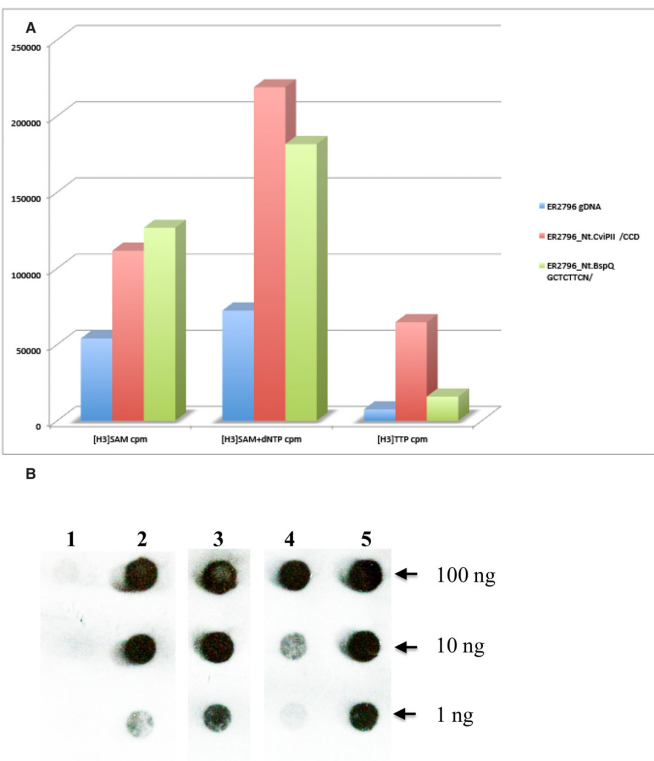 A
250000
200000
150000
100000
50000
0
[H3]SAM cpm
[H3]SAM+dNTP cpm
[H3]TTP cpm
ER2796 gDNA
ER2796_Nt.CviPII /CCD
ER2796_Nt.BspQ
GCTCTTCN/
B
1 2 3 4 5
100 ng
10 ng
1 ng